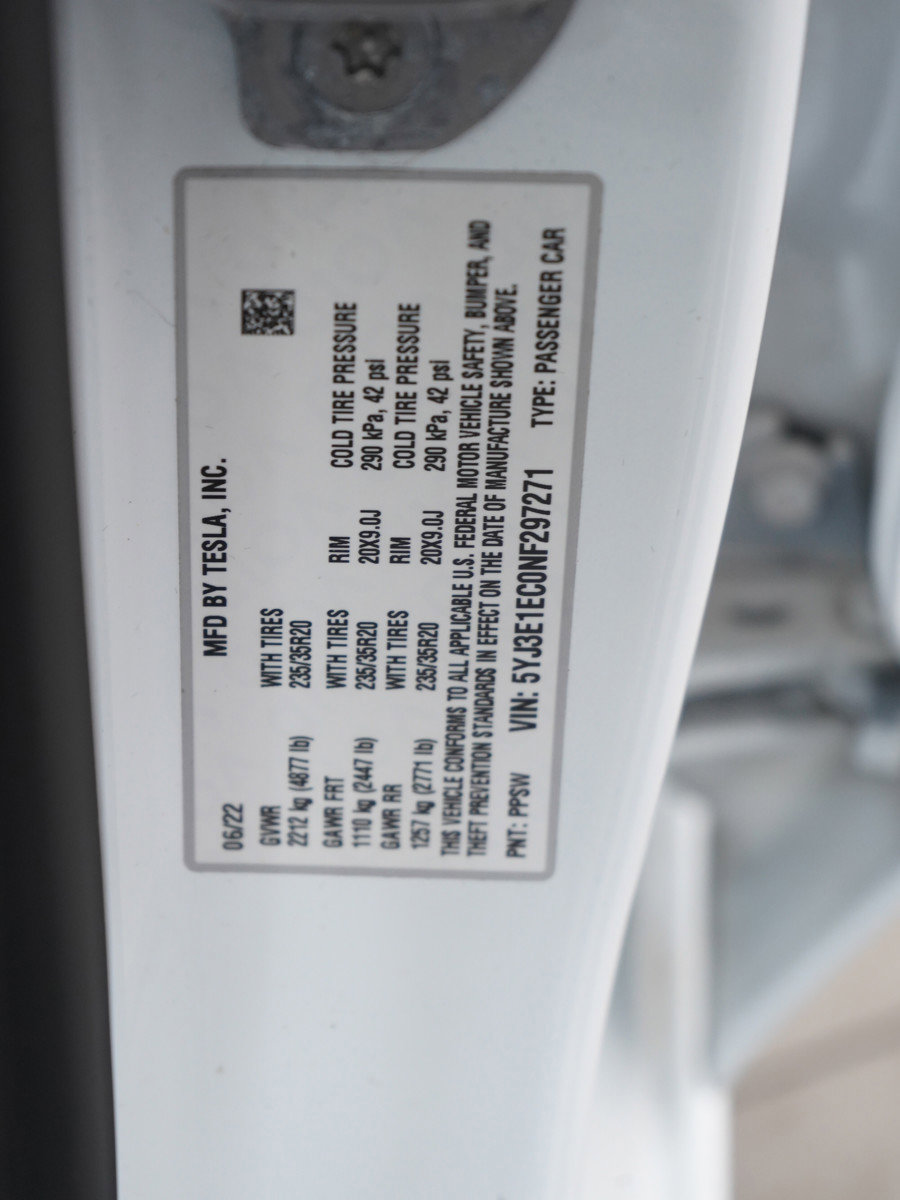 MFD BY TESLA, INC.
06/22
GVWR WITH TIRES
2212 kg (4877 lb) 235/35R20
GAWR FRT WITH TIRES RIM COLD TIRE PRESSURE
1110 kg (2447 lb) 235/35R20 20X9.0J 290 kPa, 42 psi
GAWR RR WITH TIRES RIM COLD TIRE PRESSURE
1257 kg (2771 lb) 235/35R20 20X9.0J 290 kPa, 42 psi
THIS VEHICLE CONFORMS TO ALL APPLICABLE U.S. FEDERAL MOTOR VEHICLE SAFETY, BUMPER, AND
THEFT PREVENTION STANDARDS IN EFFECT ON THE DATE OF MANUFACTURE SHOWN ABOVE.
PNT: PPSW VIN: 5YJ3E1EC0NF297271 TYPE: PASSENGER CAR